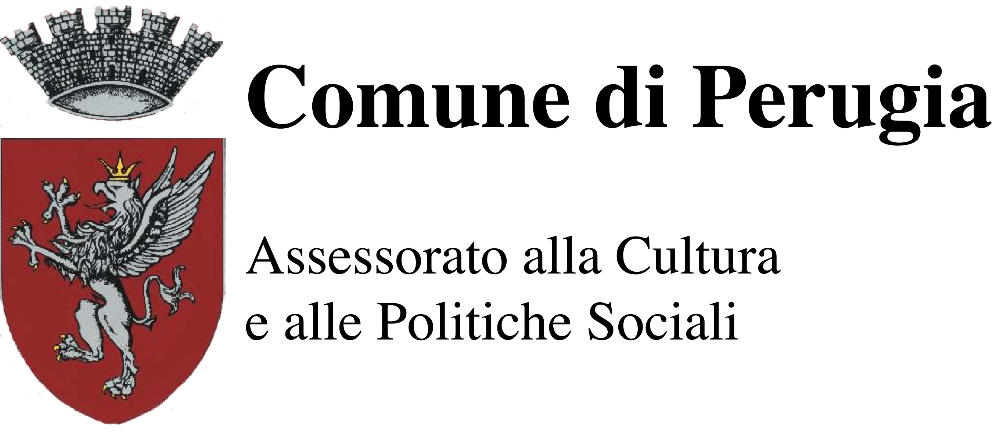 Comune di Perugia
Assessorato alla Cultura
e alle Politiche Sociali